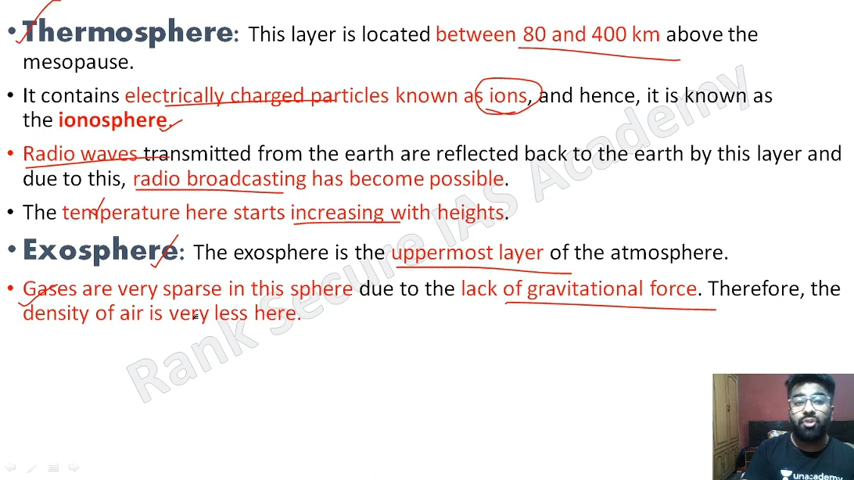 • Thermosphere: This layer is located between 80 and 400 km above the
mesopause.
• It contains electrically charged particles known as ions, and hence, it is known as
the ionosphere.
• Radio waves transmitted from the earth are reflected back to the earth by this layer and
due to this, radio broadcasting has become possible.
• The temperature here starts increasing with heights.
• Exosphere: The exosphere is the uppermost layer of the atmosphere.
• Gases are very sparse in this sphere due to the lack of gravitational force. Therefore, the
density of air is very less here.
Rank Secure IAS Academy
unacademy